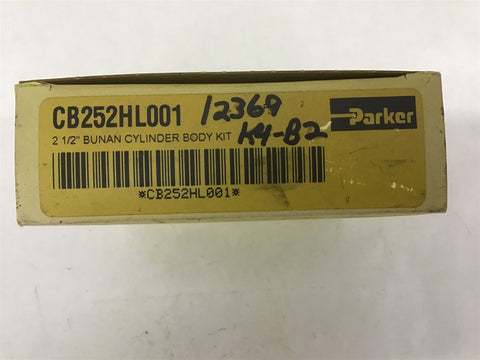 CB252HL001 12369 Parker
2 1/2" BUNAN CYLINDER BODY KIT K4-B2
*CB252HL001*